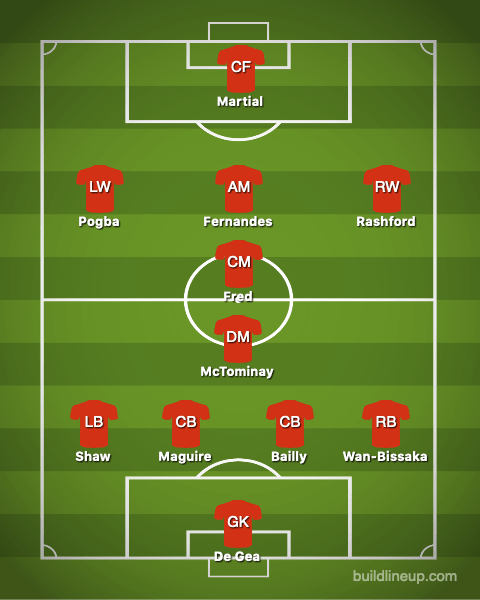 CF
Martial
LW
AM
RW
Pogba
Fernandes
Rashford
CM
Fred
DM
McTominay
LB
CB
CB
RB
Shaw
Maguire
Bailly
Wan-Bissaka
GK
De Gea
buildlineup.com